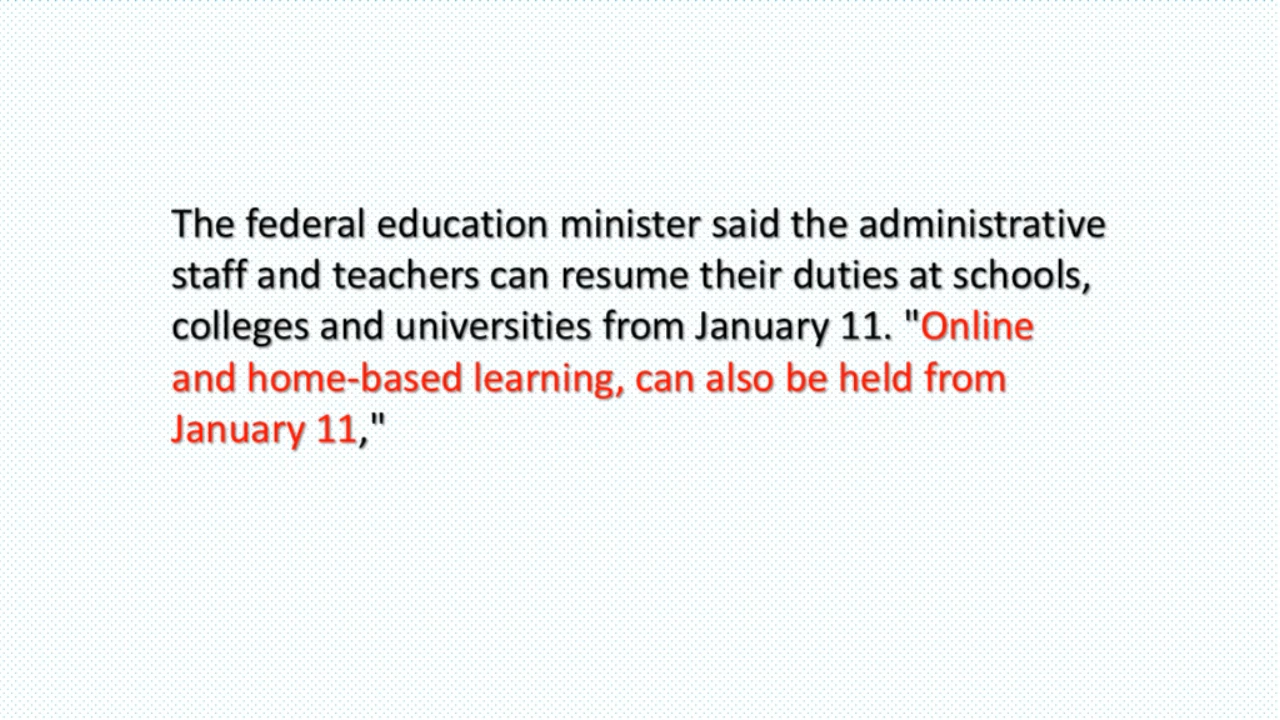 The federal education minister said the administrative
staff and teachers can resume their duties at schools,
colleges and universities from January 11. "Online
and home-based learning, can also be held from
January 11,"